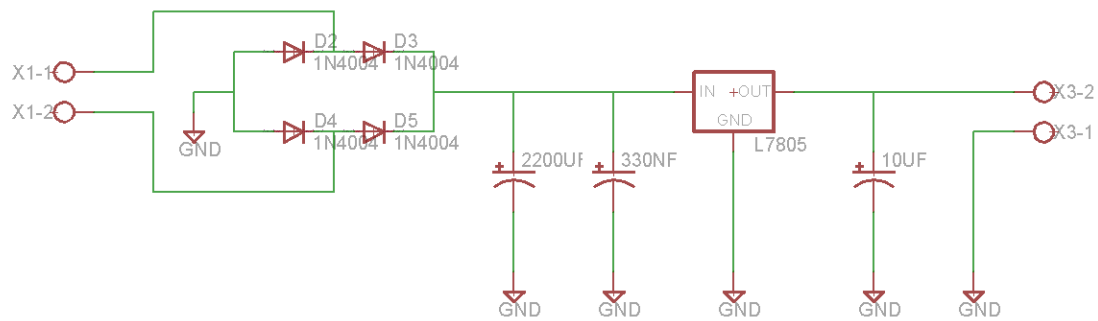 D2
D3
1N4004
1N4004
X1-1
X1-2
GND
D4
D5
1N4004
1N4004
IN
+OUT
GND
L7805
X3-2
X3-1
2200UF
330NF
10UF
+
+
+
GND
GND
GND
GND
GND